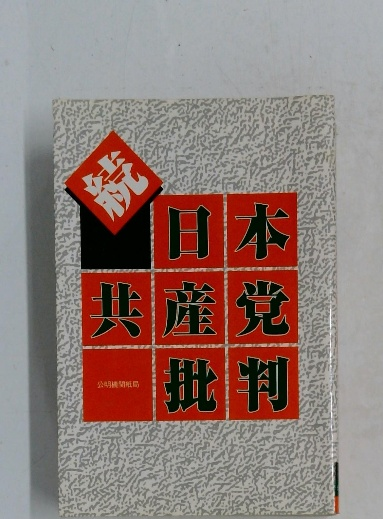 続
日本
共産党
批判
公明機関紙局